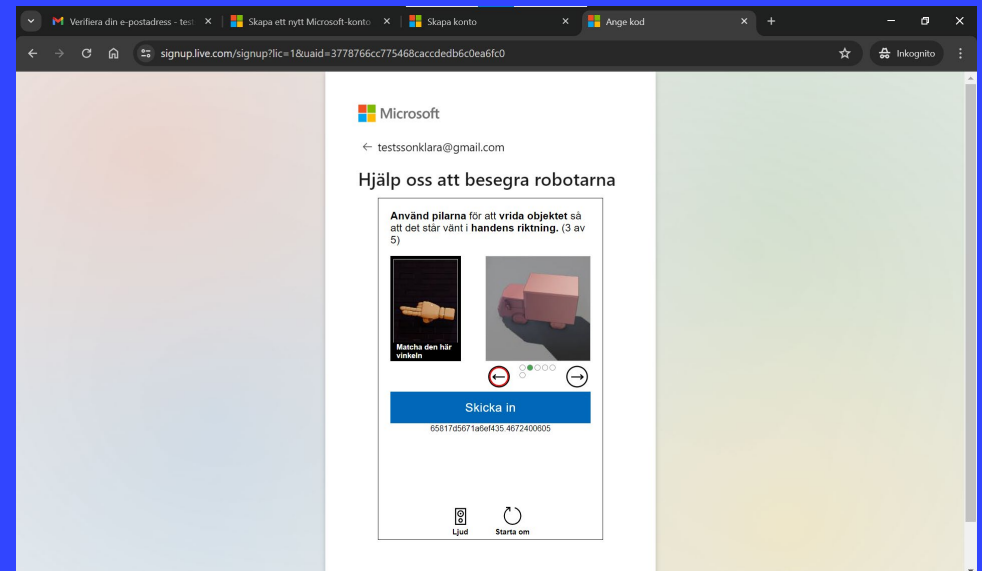 Verifiera din e-postadress - test
Skapa ett nytt Microsoft-konto
Skapa konto
Ange kod
signup.live.com/signup?lic=1&uaid=3778766cc775468caccdedb6c0ea6fc0
Inkognito
Microsoft
← testssonklara@gmail.com
Hjälp oss att besegra robotarna
Använd pilarna för att vrida objektet så
att det står vänt i handens riktning. (3 av
5)
Matcha den här
vinkeln
Skicka in
65817d5671a6ef435.4672400605
Ljud
Starta om